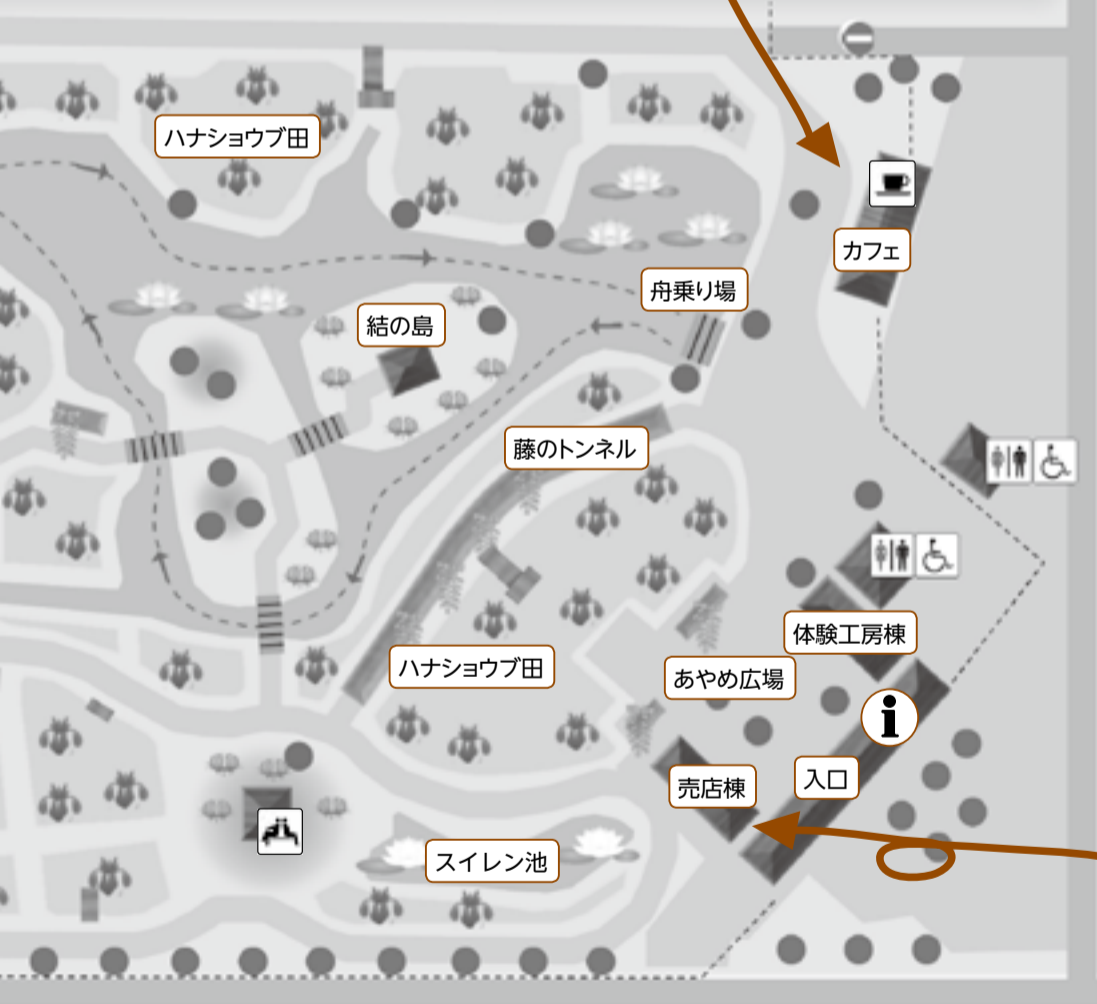 ハナショウブ田
カフェ
舟乗り場
結の島
藤のトンネル
体験工房棟
ハナショウブ田
あやめ広場
i
売店棟
入口
スイレン池